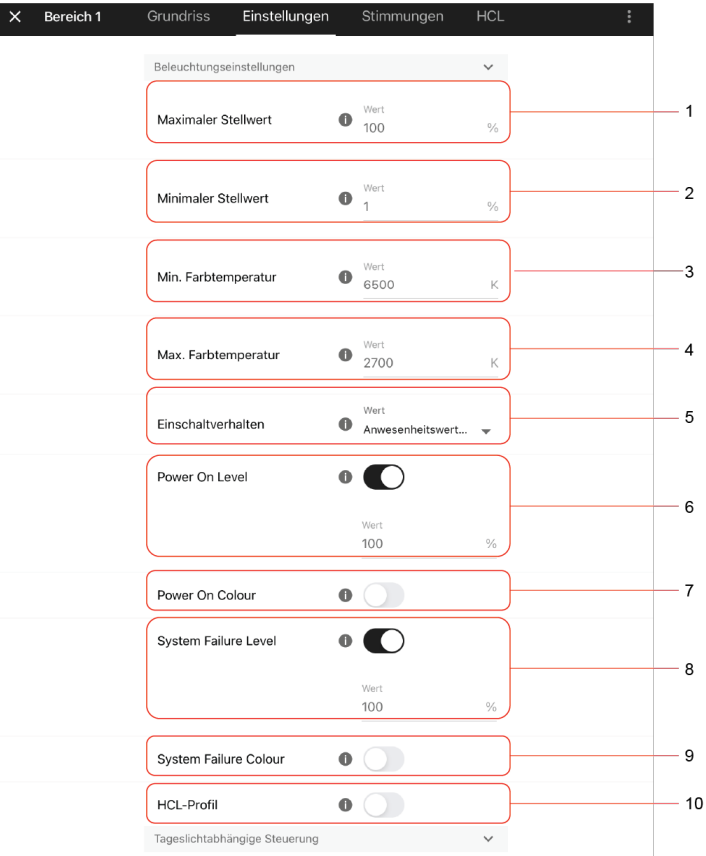 Bereich 1 Grundriss Einstellungen Stimmungen HCL
Beleuchtungseinstellungen
Maximaler Stellwert Wert 100 % 1
Minimaler Stellwert Wert 1 % 2
Min. Farbtemperatur Wert 6500 K 3
Max. Farbtemperatur Wert 2700 K 4
Einschaltverhalten Wert Anwesenheitswert... 5
Power On Level
Wert 100 % 6
Power On Colour 7
System Failure Level
Wert 100 % 8
System Failure Colour 9
HCL-Profil 10
Tageslichtabhängige Steuerung